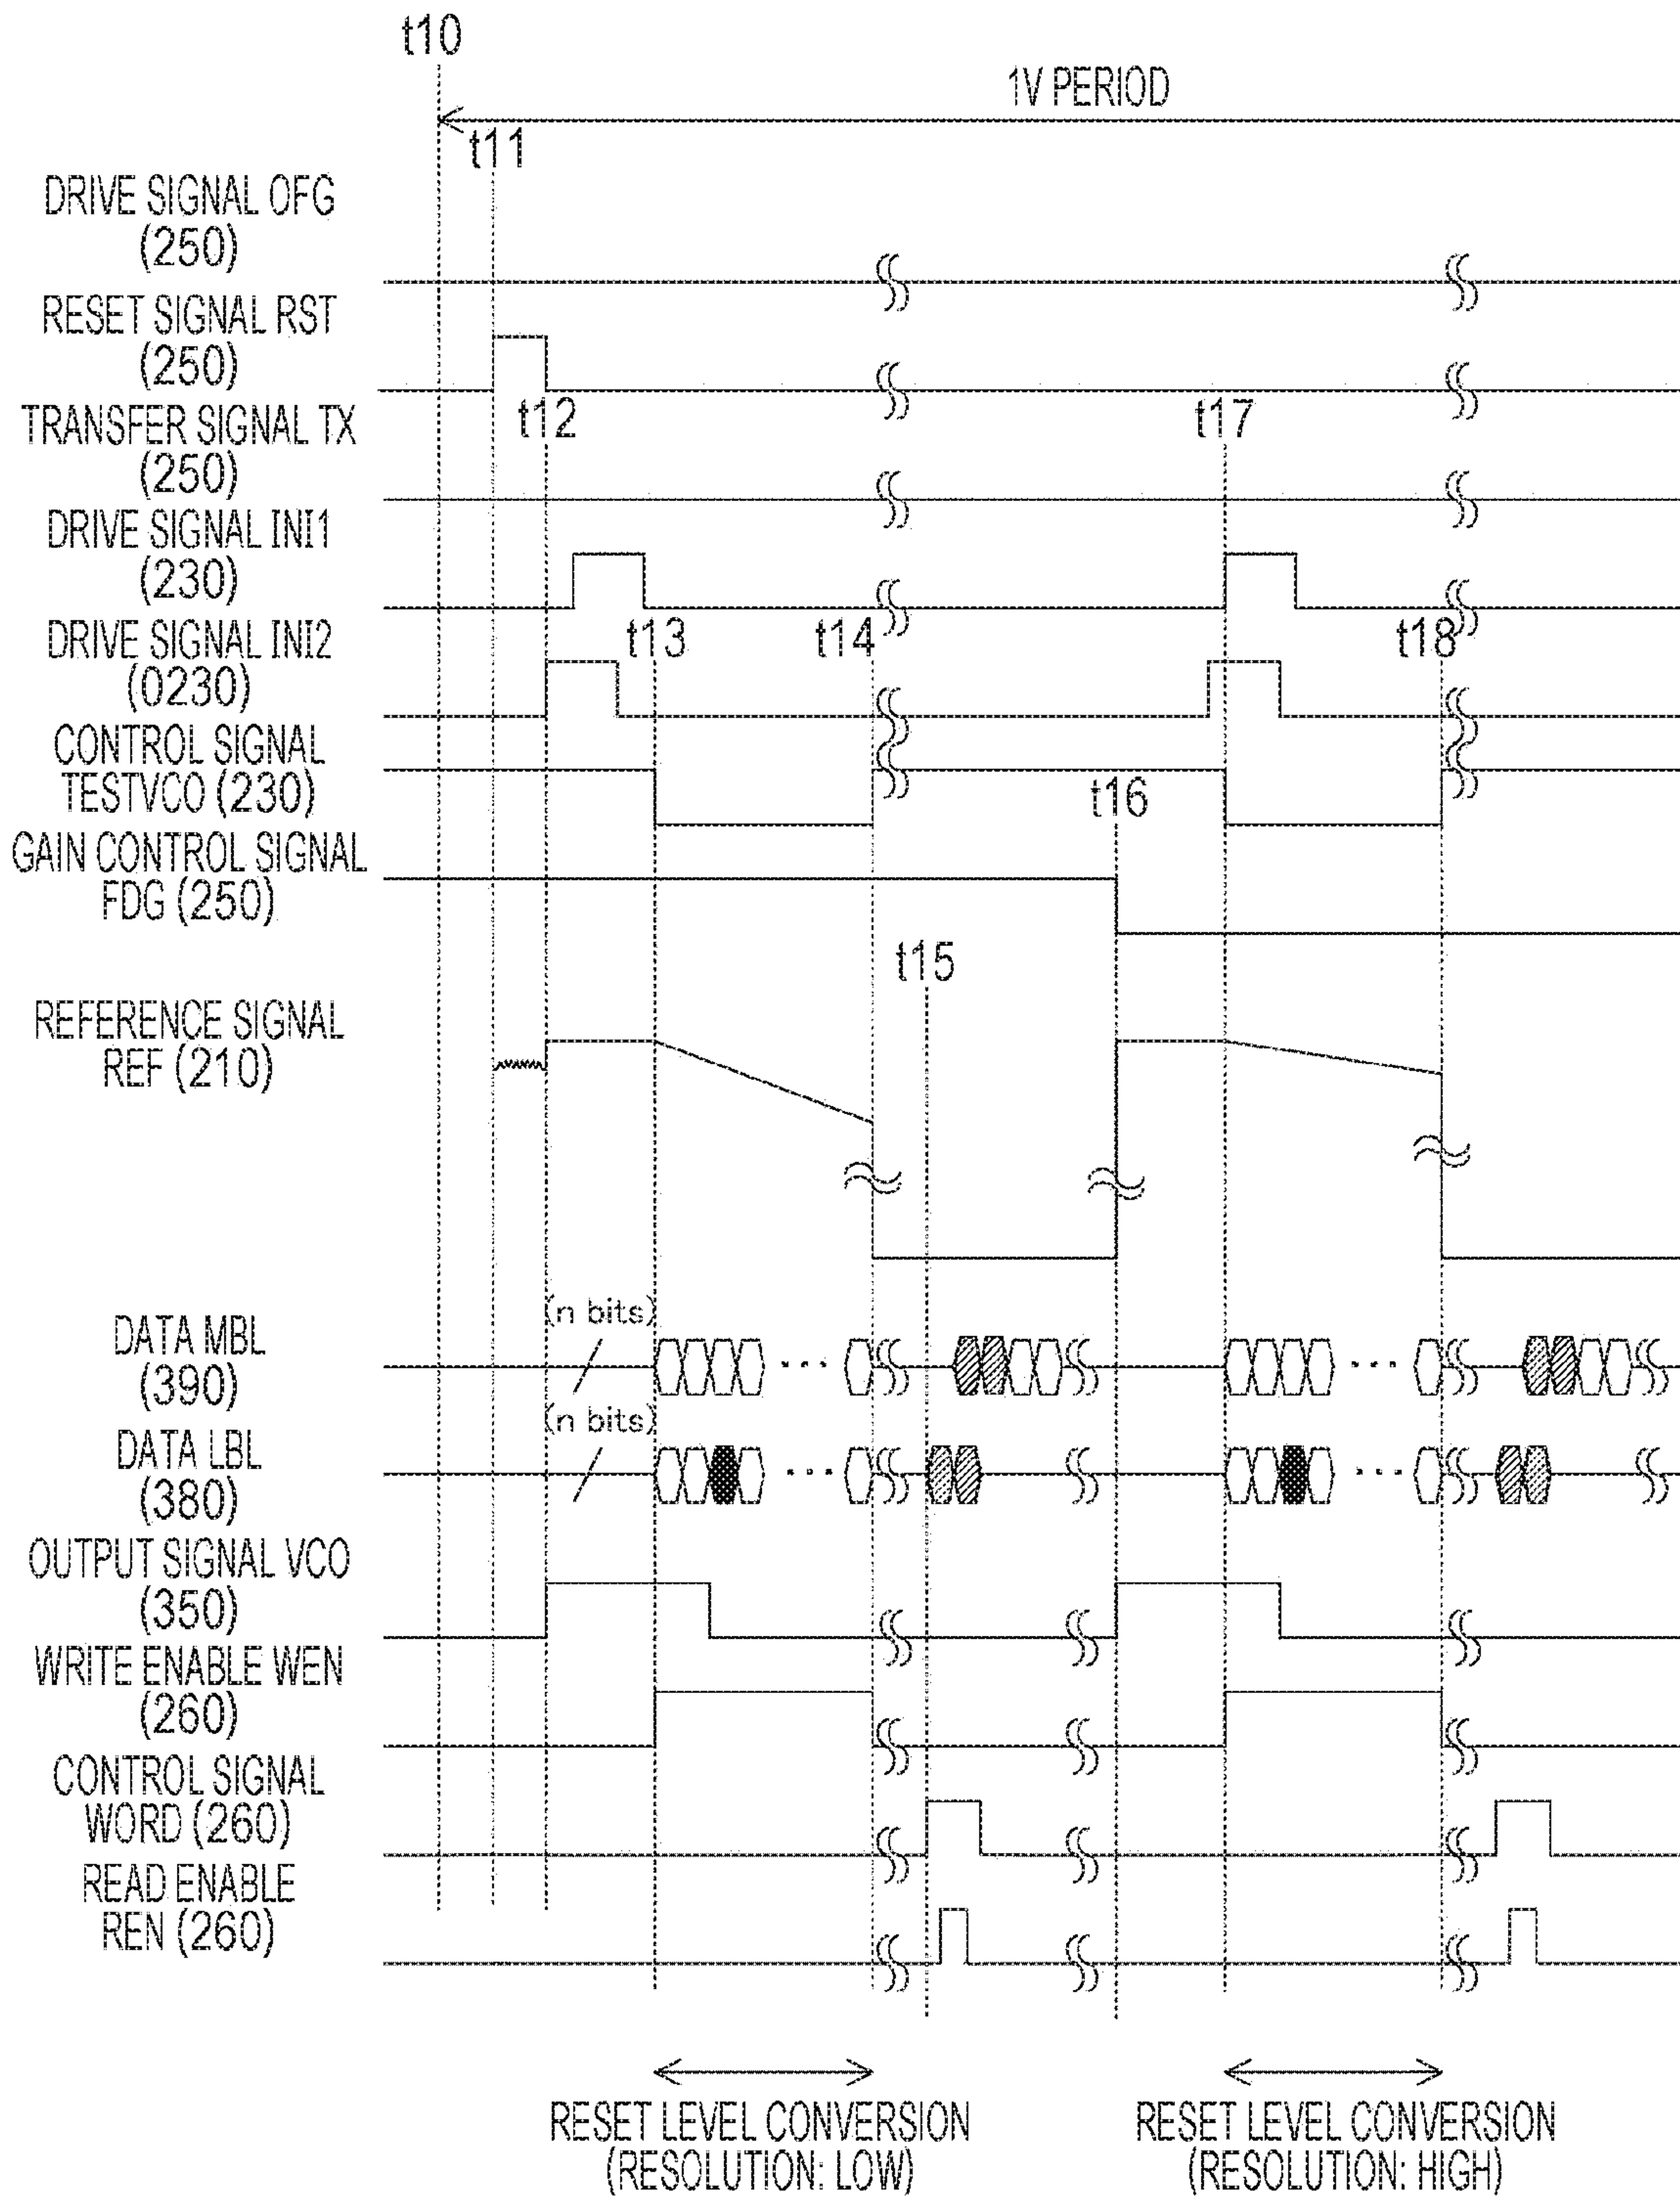 t10
1V PERIOD
t11
DRIVE SIGNAL OFG
(250)
RESET SIGNAL RST
(250)
t12
t17
TRANSFER SIGNAL TX
(250)
DRIVE SIGNAL INI1
(230)
t13
t14
t18
DRIVE SIGNAL INI2
(0230)
CONTROL SIGNAL
TESTVCO (230)
t16
GAIN CONTROL SIGNAL
FDG (250)
t15
REFERENCE SIGNAL
REF (210)
(n bits)
DATA MBL
(390)
(n bits)
DATA LBL
(380)
OUTPUT SIGNAL VCO
(350)
WRITE ENABLE WEN
(260)
CONTROL SIGNAL
WORD (260)
READ ENABLE
REN (260)
RESET LEVEL CONVERSION
(RESOLUTION: LOW)
RESET LEVEL CONVERSION
(RESOLUTION: HIGH)